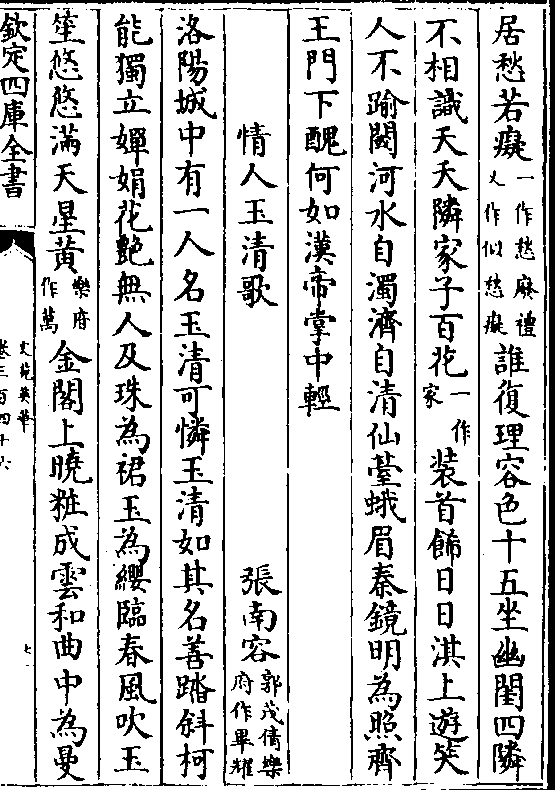 居愁若癡一作愁癡禮又作似愁癡誰復理容色十五坐幽閨四隣
不相識夭夭隣家子百花一作家装首餙日日淇上遊笑
人不踰閾河水自濁濟自清仙臺蛾眉秦鏡明為照齊
王門下醜何如漢帝掌中輕
情人玉清歌 張南容郭茂倩樂府作畢耀
洛陽城中有一人名玉清可憐玉清如其名善踏斜柯
能獨立嬋娟花艶無人及珠為裙玉為纓臨春風吹玉
笙悠悠滿天星黄樂府作萬金閣上曉粧成雲和曲中為曼
欽定四庫全書
文苑英華
卷三百四十六
七